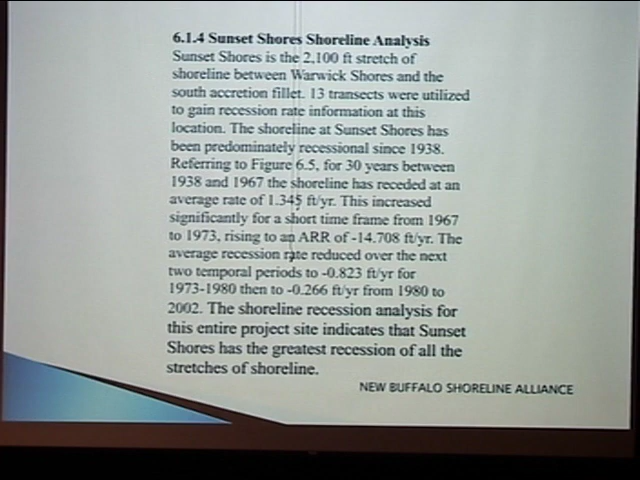 6.1.4 Sunset Shores Shoreline Analysis
Sunset Shores is the 2,100 ft stretch of
shoreline between Warwick Shores and the
south accretion fillet. 13 transects were utilized
to gain recession rate information at this
location. The shoreline at Sunset Shores has
been predominately recessional since 1938.
Referring to Figure 6.5, for 30 years between
1938 and 1967 the shoreline has receded at an
average rate of 1.345 ft/yr. This increased
significantly for a short time frame from 1967
to 1973, rising to an ARR of -14.708 ft/yr. The
average recession rate reduced over the next
two temporal periods to -0.823 ft/yr for
1973-1980 then to -0.266 ft/yr from 1980 to
2002. The shoreline recession analysis for
this entire project site indicates that Sunset
Shores has the greatest recession of all the
stretches of shoreline.
NEW BUFFALO SHORELINE ALLIANCE